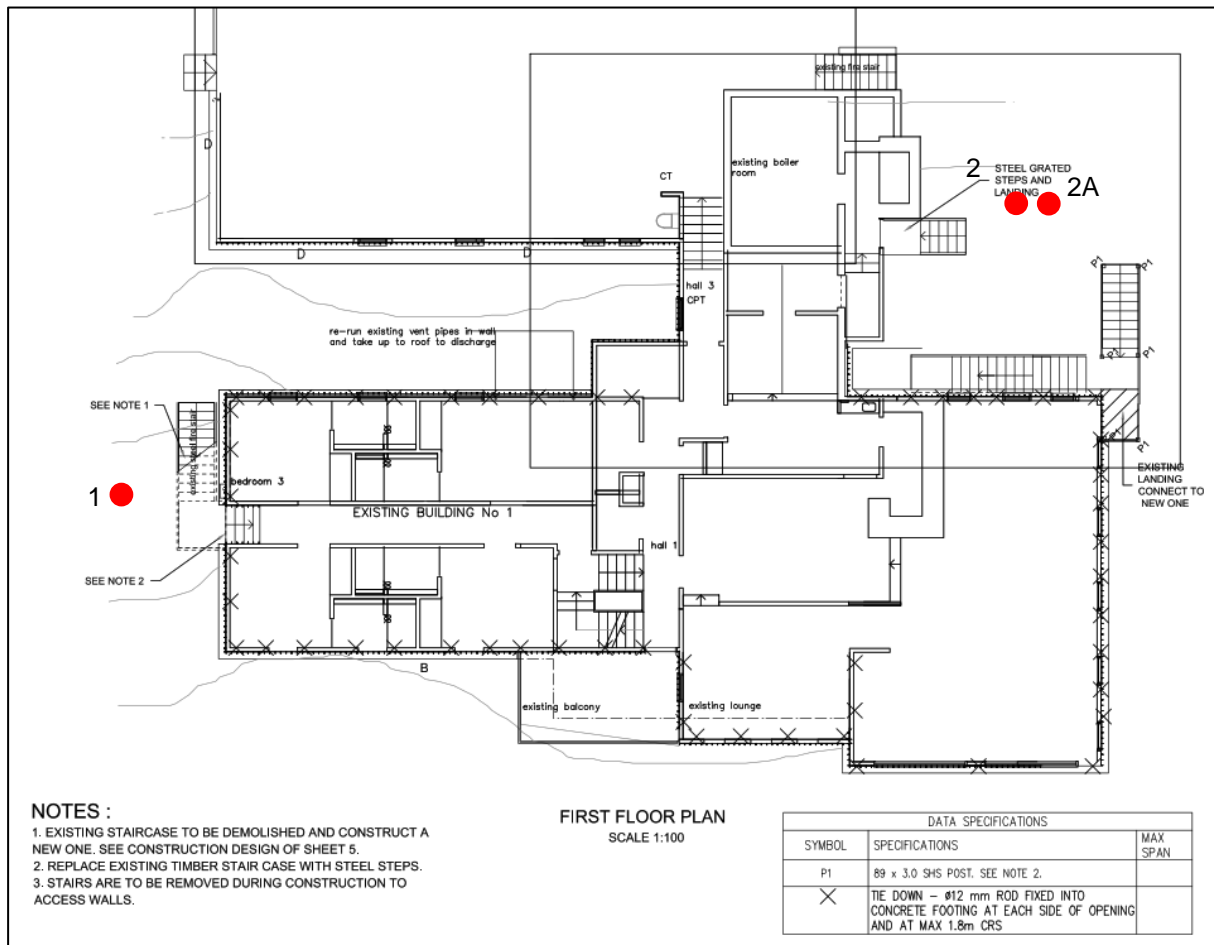 existing fire stair
existing boiler
room
CT
2
STEEL GRATED
STEPS AND
LANDING
2A
D
D
D
hall 3
CPT
P1
P1
re-run existing vent pipes in wall
and take up to roof to discharge
P1
P1
SEE NOTE 1
existing steel fire stair
1
bedroom 3
EXISTING BUILDING No 1
P1
EXISTING
LANDING
CONNECT TO
NEW ONE
hall 1
SEE NOTE 2
B
existing balcony
existing lounge
NOTES :
1. EXISTING STAIRCASE TO BE DEMOLISHED AND CONSTRUCT A
NEW ONE. SEE CONSTRUCTION DESIGN OF SHEET 5.
2. REPLACE EXISTING TIMBER STAIR CASE WITH STEEL STEPS.
3. STAIRS ARE TO BE REMOVED DURING CONSTRUCTION TO
ACCESS WALLS.
FIRST FLOOR PLAN
SCALE 1:100
DATA SPECIFICATIONS
SYMBOL SPECIFICATIONS MAX
SPAN
P1 89 x 3.0 SHS POST. SEE NOTE 2.
TIE DOWN – ø12 mm ROD FIXED INTO
CONCRETE FOOTING AT EACH SIDE OF OPENING
AND AT MAX 1.8m CRS